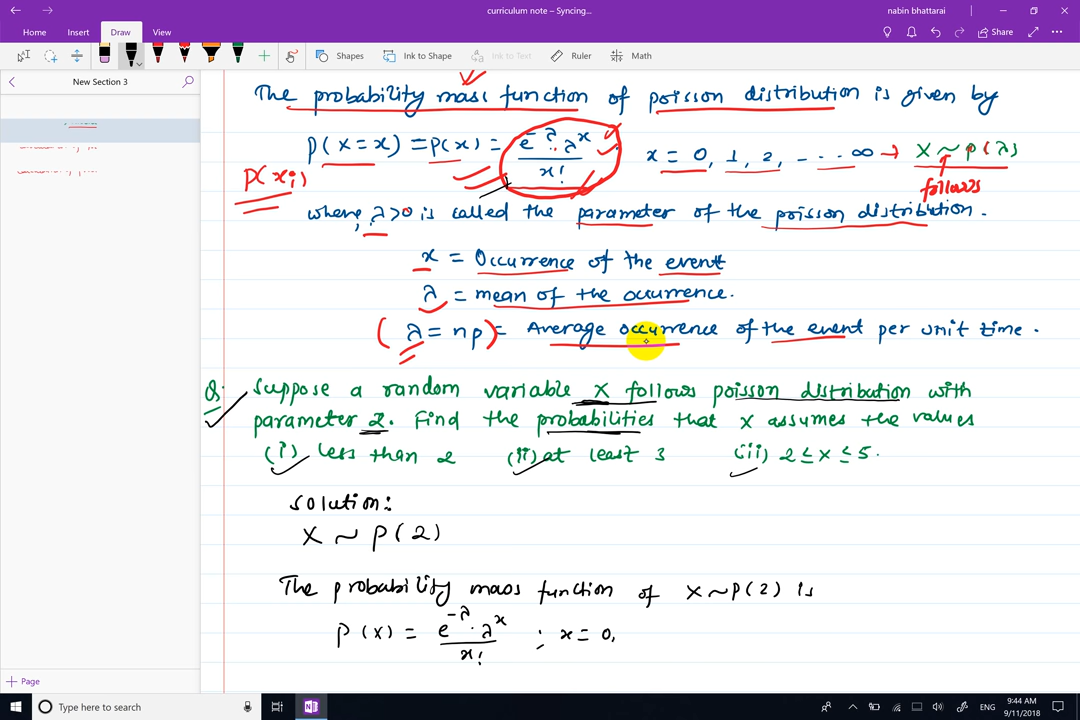 curriculum note – Syncing...
nabin bhattarai
Home
Insert
Draw
View
Share
Shapes
Ink to Shape
Ink to Text
Ruler
Math
New Section 3
The probability mass function of poisson distribution is given by
P(X=x) = P(x) = e^-λ . λ^x / x! x = 0, 1, 2, - - . . . ∞ → X ~ P(λ)
P(xi)
follows
where, λ>0 is called the parameter of the poisson distribution.
x = Occurrence of the event
λ = mean of the ocurrence.
(λ = np) = Average occurrence of the event per unit time.
Q: Suppose a random variable X follows poisson distribution with
parameter 2. Find the probabilities that X assumes the values
(i) Less than 2 (ii) at least 3 (iii) 2 ≤ x ≤ 5.
Solution:
X ~ P(2)
The probability mass function of X~P(2) is
P(x) = e^-λ . λ^x / x! ; x = 0,
Page
Type here to search
ENG
9:44 AM
9/11/2018